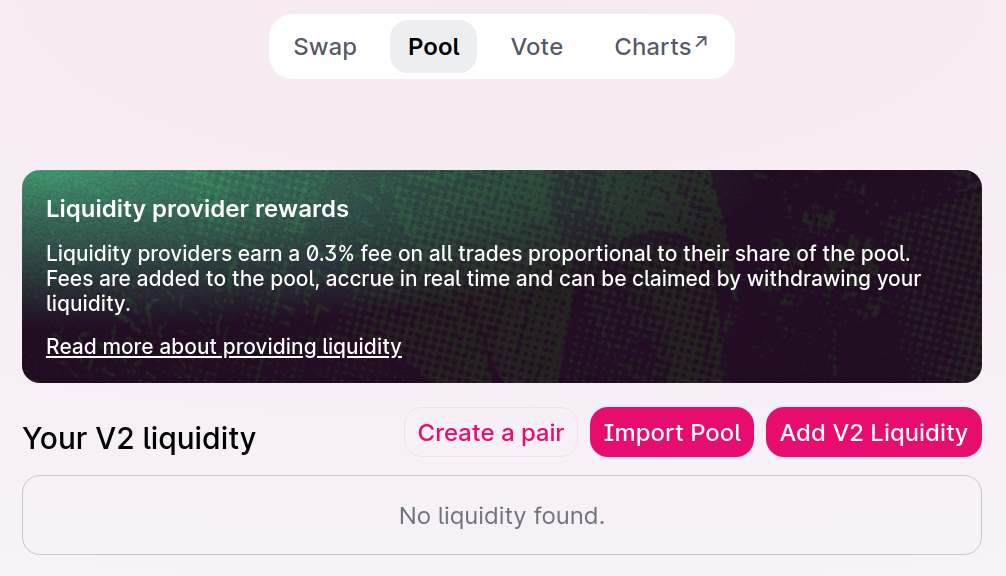 Swap Pool Vote Charts↗
Liquidity provider rewards
Liquidity providers earn a 0.3% fee on all trades proportional to their share of the pool.
Fees are added to the pool, accrue in real time and can be claimed by withdrawing your
liquidity.
Read more about providing liquidity
Your V2 liquidity Create a pair Import Pool Add V2 Liquidity
No liquidity found.